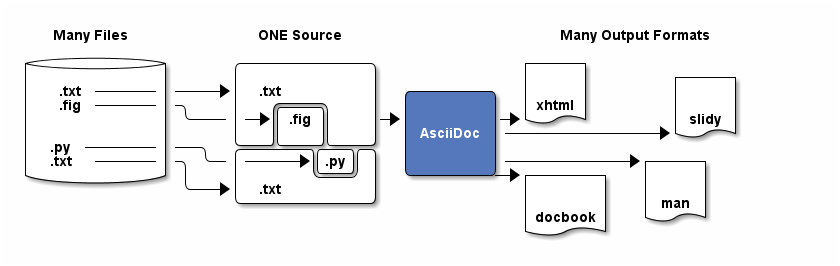 Many Files
ONE Source
Many Output Formats
.txt
.fig
.py
.txt
.txt
.fig
.py
.txt
AsciiDoc
xhtml
slidy
docbook
man